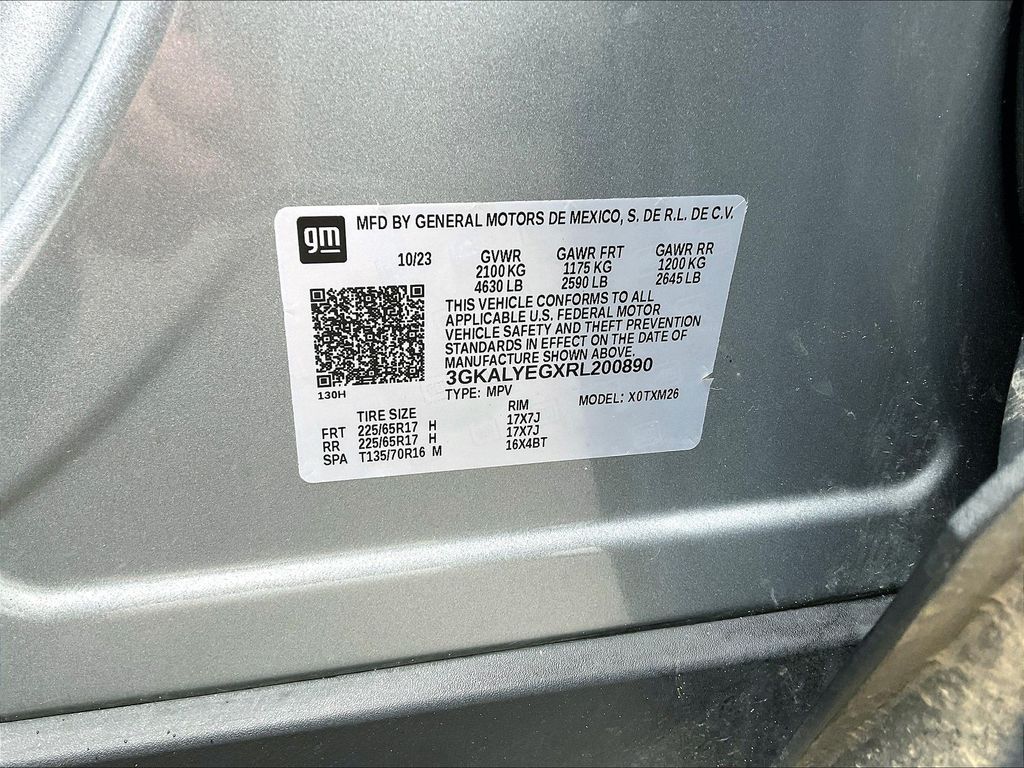 gm MFD BY GENERAL MOTORS DE MEXICO, S. DE R.L. DE C.V.
10/23 GVWR GAWR FRT GAWR RR
2100 KG 1175 KG 1200 KG
4630 LB 2590 LB 2645 LB
THIS VEHICLE CONFORMS TO ALL
APPLICABLE U.S. FEDERAL MOTOR
VEHICLE SAFETY AND THEFT PREVENTION
STANDARDS IN EFFECT ON THE DATE OF
MANUFACTURE SHOWN ABOVE.
3GKALYEGXRL200890
130H
TYPE: MPV MODEL: X0TXM26
TIRE SIZE RIM
FRT 225/65R17 H 17X7J
RR 225/65R17 H 17X7J
SPA T135/70R16 M 16X4BT